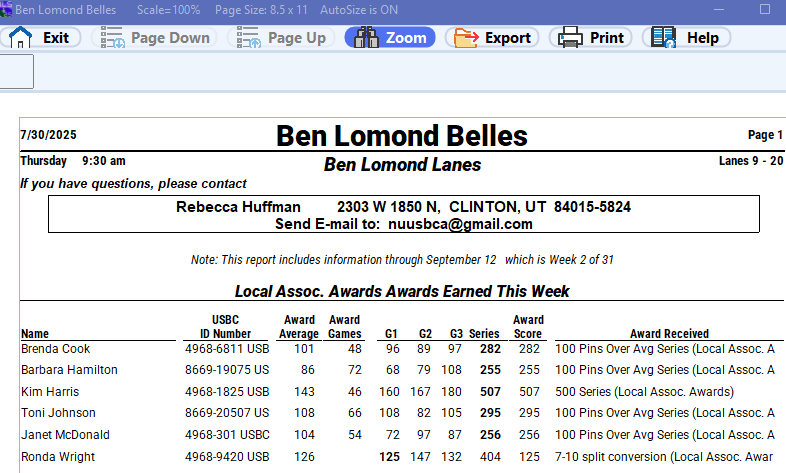 Ben Lomond Belles Scale=100% Page Size: 8.5 x 11 AutoSize is ON
Exit Page Down Page Up Zoom Export Print Help
7/30/2025 Ben Lomond Belles Page 1
Thursday 9:30 am Ben Lomond Lanes Lanes 9 - 20
If you have questions, please contact
Rebecca Huffman 2303 W 1850 N, CLINTON, UT 84015-5824
Send E-mail to: nuusbca@gmail.com
Note: This report includes information through September 12 which is Week 2 of 31
Local Assoc. Awards Awards Earned This Week
USBC Award Award Award
Name ID Number Average Games G1 G2 G3 Series Score Award Received
Brenda Cook 4968-6811 USB 101 48 96 89 97 282 282 100 Pins Over Avg Series (Local Assoc. A
Barbara Hamilton 8669-19075 US 86 72 68 79 108 255 255 100 Pins Over Avg Series (Local Assoc. A
Kim Harris 4968-1825 USB 143 46 160 167 180 507 507 500 Series (Local Assoc. Awards)
Toni Johnson 8669-20507 US 108 66 108 82 105 295 295 100 Pins Over Avg Series (Local Assoc. A
Janet McDonald 4968-301 USBC 104 54 72 97 87 256 256 100 Pins Over Avg Series (Local Assoc. A
Ronda Wright 4968-9420 USB 126 125 147 132 404 125 7-10 split conversion (Local Assoc. Awar